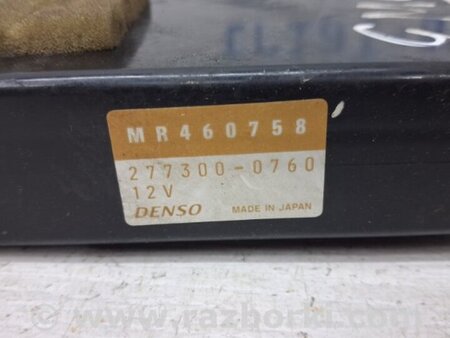 MR460758
277300-0760
12V
DENSO MADE IN JAPAN
© www.razborka.com